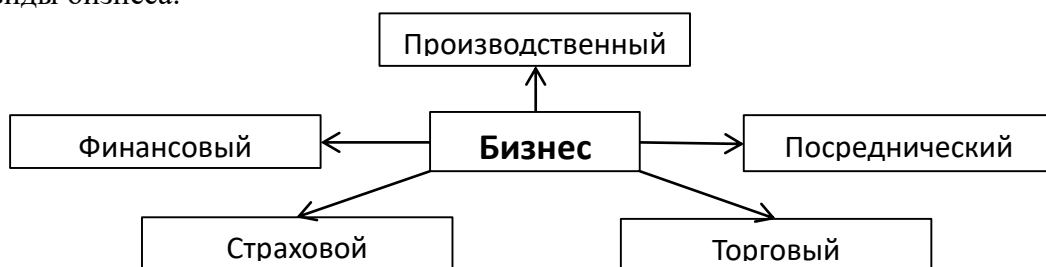 виды бизнеса.
Производственный
Финансовый
Бизнес
Посреднический
Страховой
Торговый